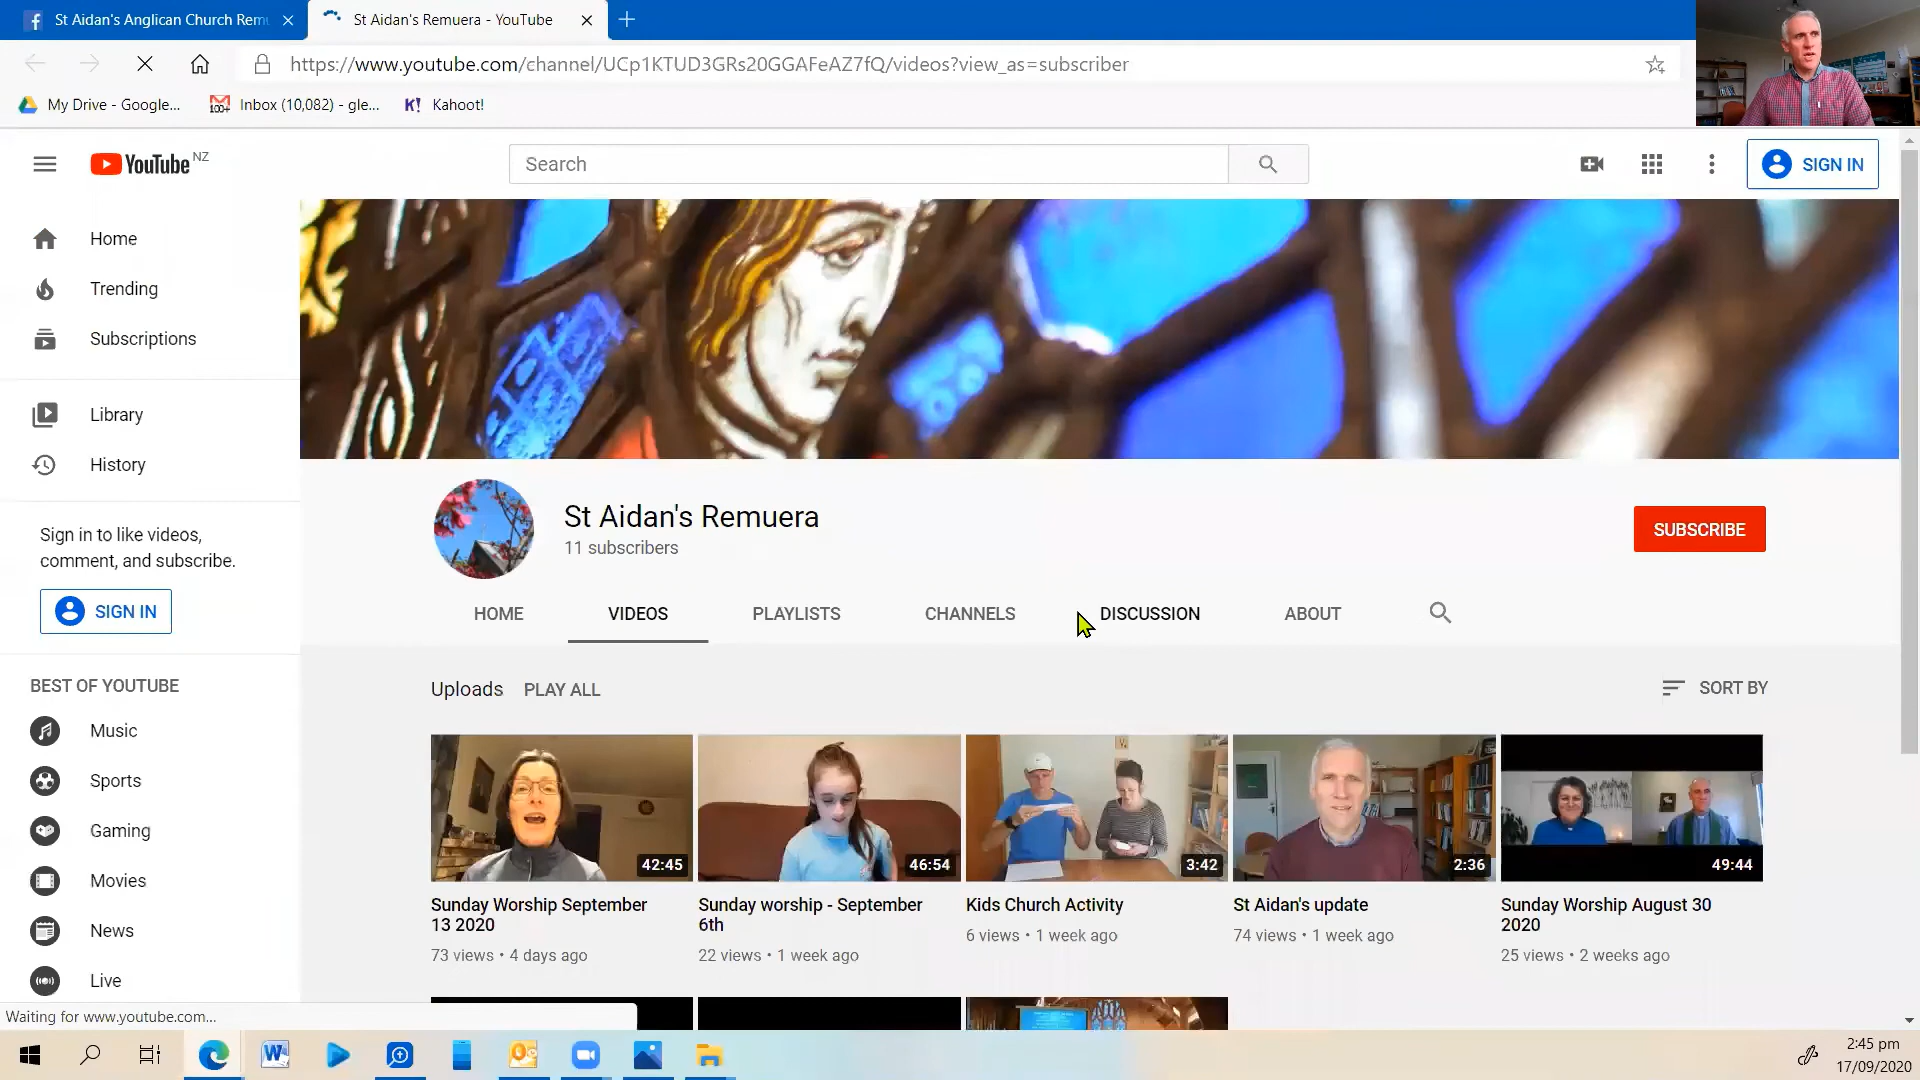 St Aidan's Anglican Church Remu
St Aidan's Remuera - YouTube
https://www.youtube.com/channel/UCp1KTUD3GRs20GGAFeAZ7fQ/videos?view_as=subscriber
My Drive - Google...
100+
Inbox (10,082) - gle...
K!
Kahoot!
YouTube NZ
Search
SIGN IN
Home
Trending
Subscriptions
Library
History
Sign in to like videos,
comment, and subscribe.
SIGN IN
BEST OF YOUTUBE
Music
Sports
Gaming
Movies
News
Live
St Aidan's Remuera
11 subscribers
SUBSCRIBE
HOME
VIDEOS
PLAYLISTS
CHANNELS
DISCUSSION
ABOUT
Uploads
PLAY ALL
SORT BY
42:45
46:54
3:42
2:36
49:44
Sunday Worship September
13 2020
73 views • 4 days ago
Sunday worship - September
6th
22 views • 1 week ago
Kids Church Activity
6 views • 1 week ago
St Aidan's update
74 views • 1 week ago
Sunday Worship August 30
2020
25 views • 2 weeks ago
Waiting for www.youtube.com...
2:45 pm
17/09/2020